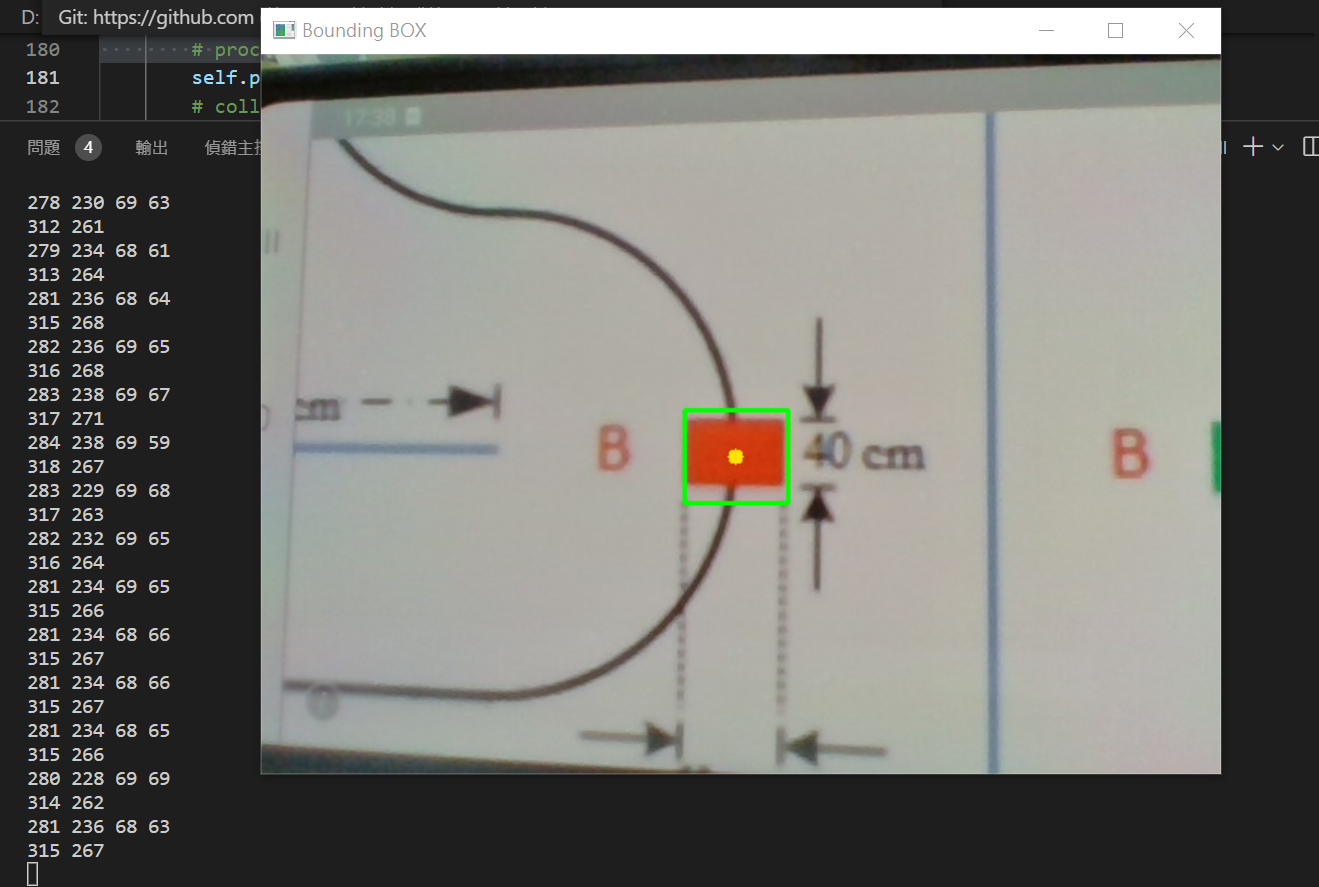 D:
Git: https://github.com
Bounding BOX
180 # proc
181 self.p
182 # coll
問題 4 輸出
278 230 69 63
312 261
279 234 68 61
313 264
281 236 68 64
315 268
282 236 69 65
316 268
283 238 69 67
317 271
284 238 69 59
318 267
283 229 69 68
317 263
282 232 69 65
316 264
281 234 69 65
315 266
281 234 68 66
315 267
281 234 68 66
315 267
281 234 68 65
315 266
280 228 69 69
314 262
281 236 68 63
315 267
17:38
cm
B
40 cm
B